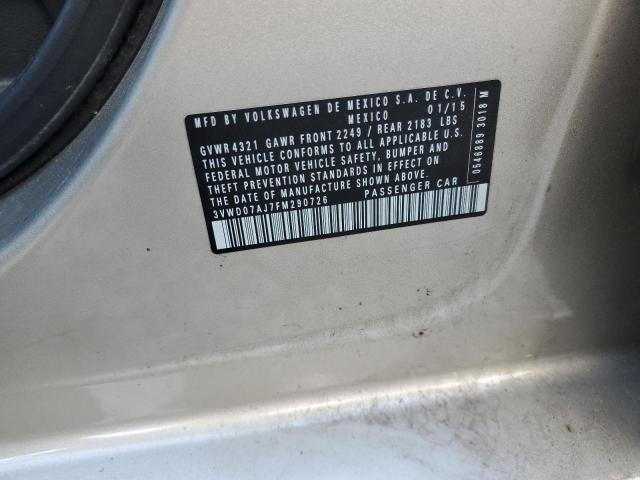 MFD BY VOLKSWAGEN DE MEXICO S.A. DE C.V.
MEXICO 01/15
GVWR 4321 GAWR FRONT 2249 / REAR 2183 LBS
THIS VEHICLE CONFORMS TO ALL APPLICABLE U.S.
FEDERAL MOTOR VEHICLE SAFETY, BUMPER AND
THEFT PREVENTION STANDARDS IN EFFECT ON
THE DATE OF MANUFACTURE SHOWN ABOVE.
3VWD07AJ7FM290726 PASSENGER CAR
0546889 3018 M